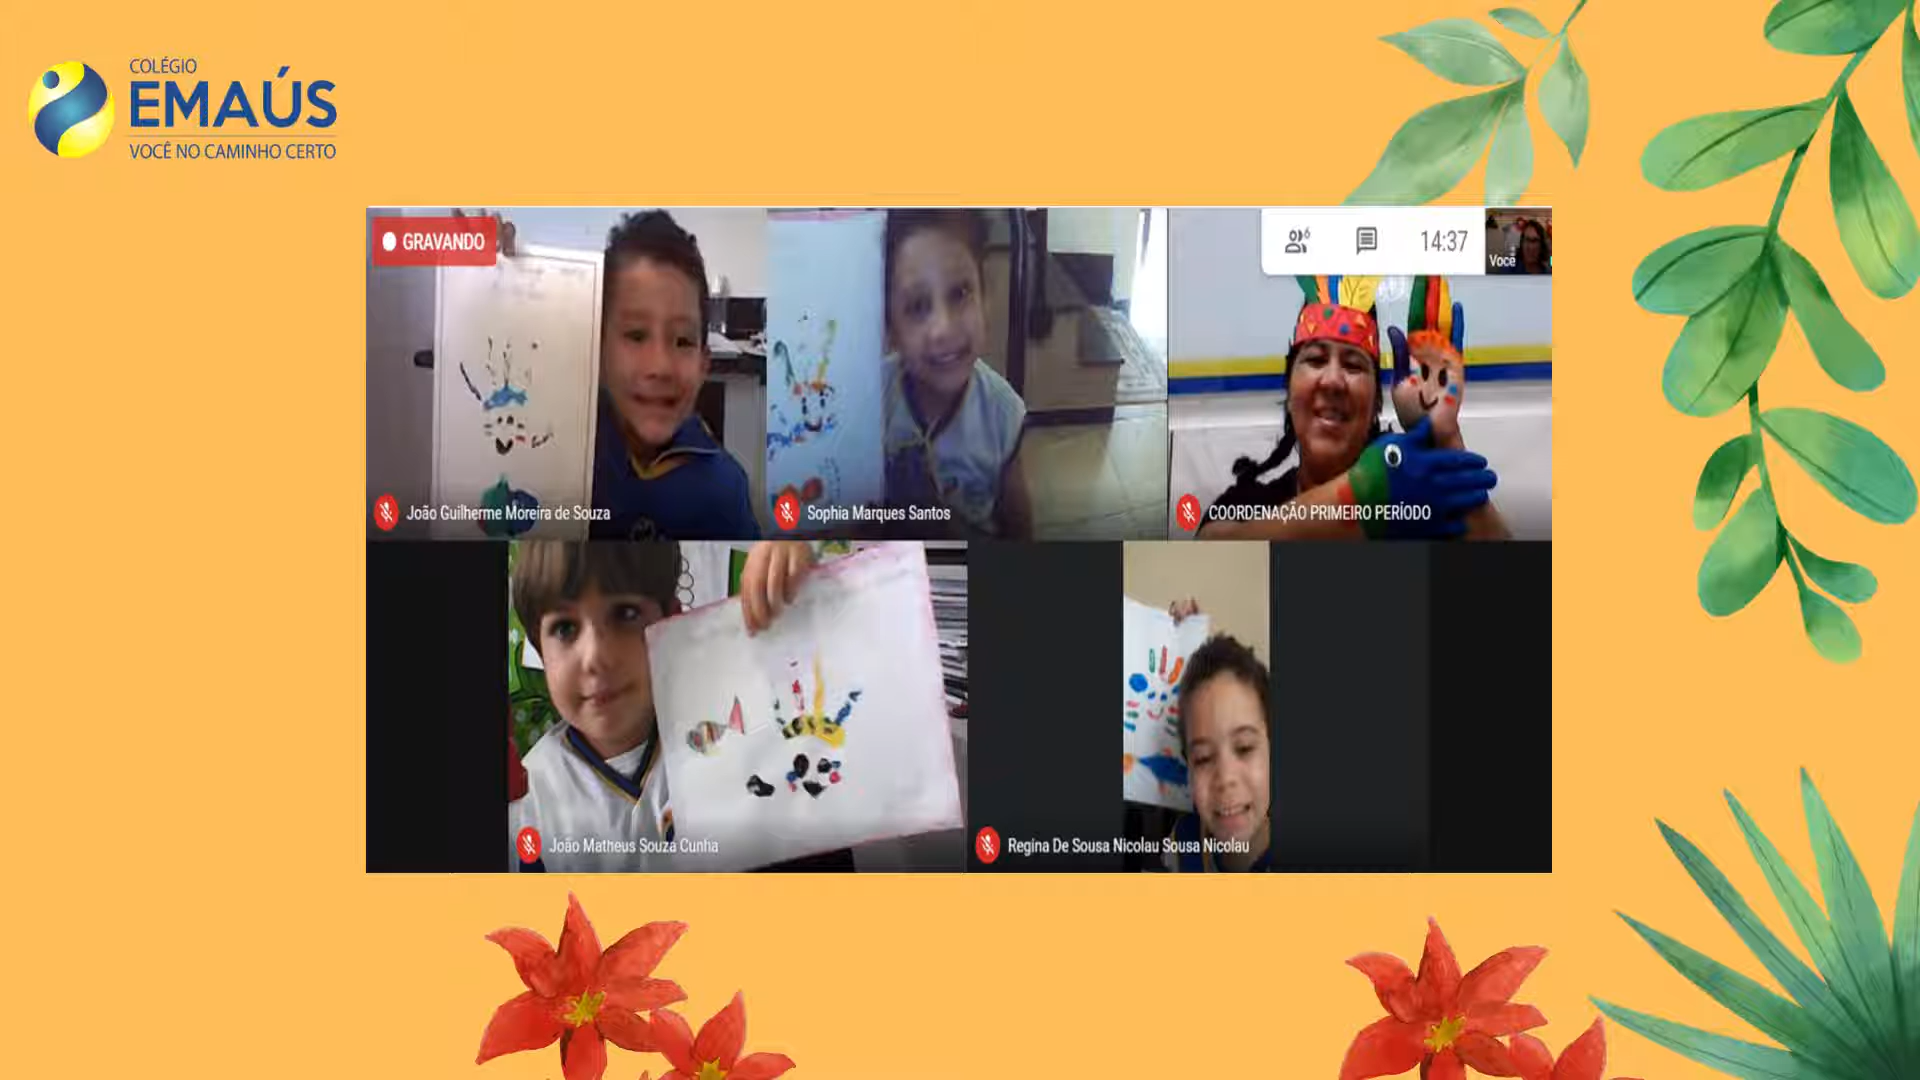 COLÉGIO
EMAÚS
VOCÊ NO CAMINHO CERTO
GRAVANDO
6
14:37
Você
João Guilherme Moreira de Souza
Sophia Marques Santos
COORDENAÇÃO PRIMEIRO PERÍODO
João Matheus Souza Cunha
Regina De Sousa Nicolau Sousa Nicolau